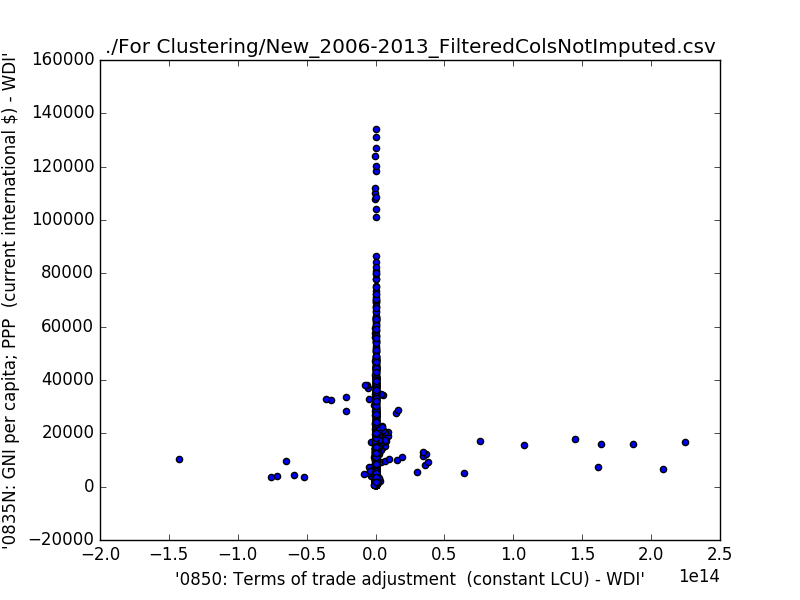 ./For Clustering/New_2006-2013_FilteredColsNotImputed.csv
160000
140000
120000
100000
80000
60000
40000
20000
0
−20000
'0835N: GNI per capita; PPP  (current international $) - WDI'
−2.0 −1.5 −1.0 −0.5 0.0 0.5 1.0 1.5 2.0 2.5
1e14
'0850: Terms of trade adjustment  (constant LCU) - WDI'